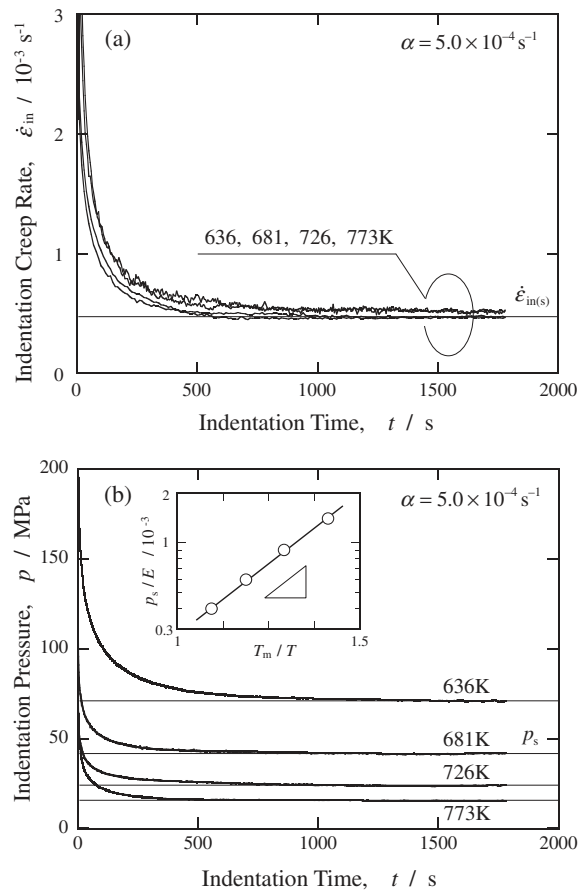 3
(a)
α = 5.0 × 10⁻⁴ s⁻¹
2
636, 681, 726, 773K
1
ε̇in(s)
0
0 500 1000 1500 2000
Indentation Creep Rate, ε̇in / 10⁻³ s⁻¹
Indentation Time, t / s
200
(b)
α = 5.0 × 10⁻⁴ s⁻¹
2
1
0.3
1 1.5
ps / E / 10⁻³
Tm / T
150
100
636K
50
681K
ps
726K
773K
0
0 500 1000 1500 2000
Indentation Pressure, p / MPa
Indentation Time, t / s